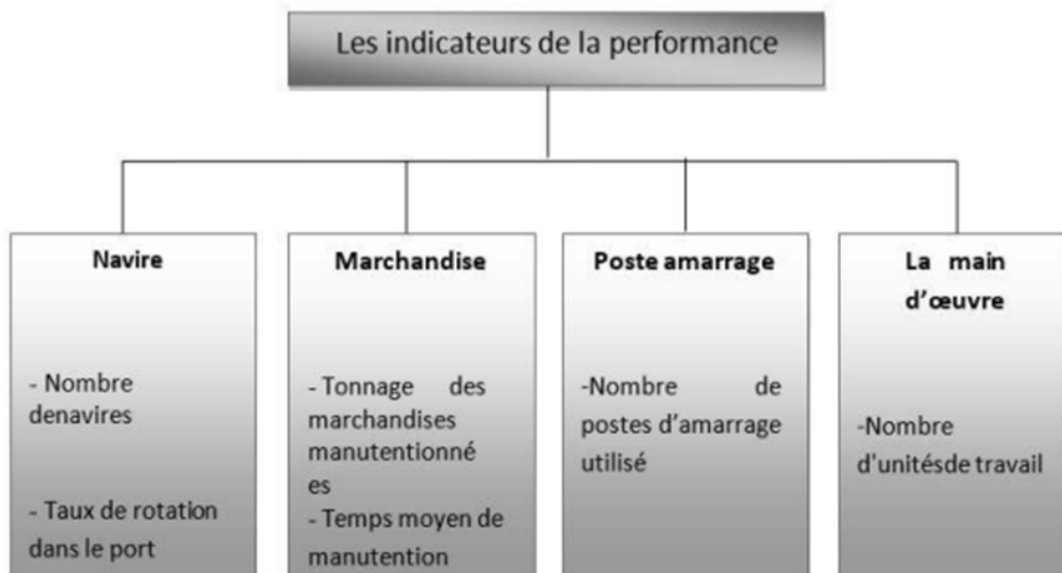 Les indicateurs de la performance
Navire
- Nombre
denavires
- Taux de rotation
dans le port
Marchandise
- Tonnage des
marchandises
manutentionné
es
- Temps moyen de
manutention
Poste amarrage
-Nombre de
postes d'amarrage
utilisé
La main
d'œuvre
-Nombre
d'unitésde travail